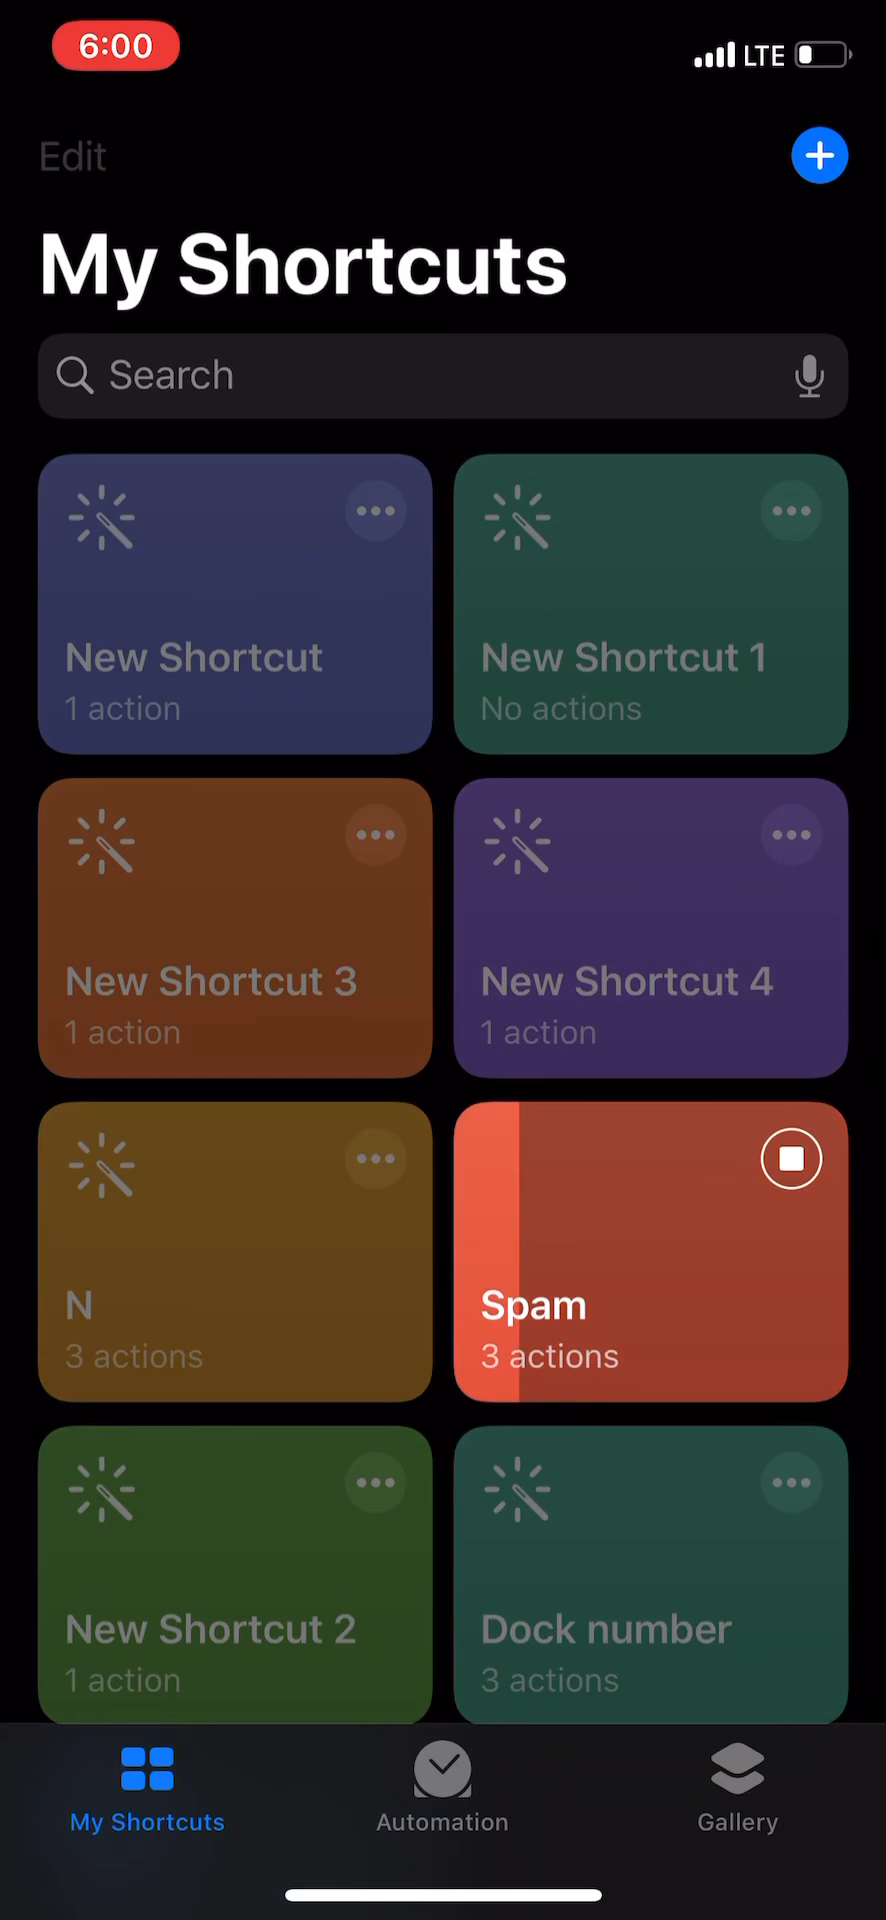 6:00 LTE
Edit
My Shortcuts
Search
New Shortcut
1 action
New Shortcut 1
No actions
New Shortcut 3
1 action
New Shortcut 4
1 action
N
3 actions
Spam
3 actions
New Shortcut 2
1 action
Dock number
3 actions
My Shortcuts Automation Gallery